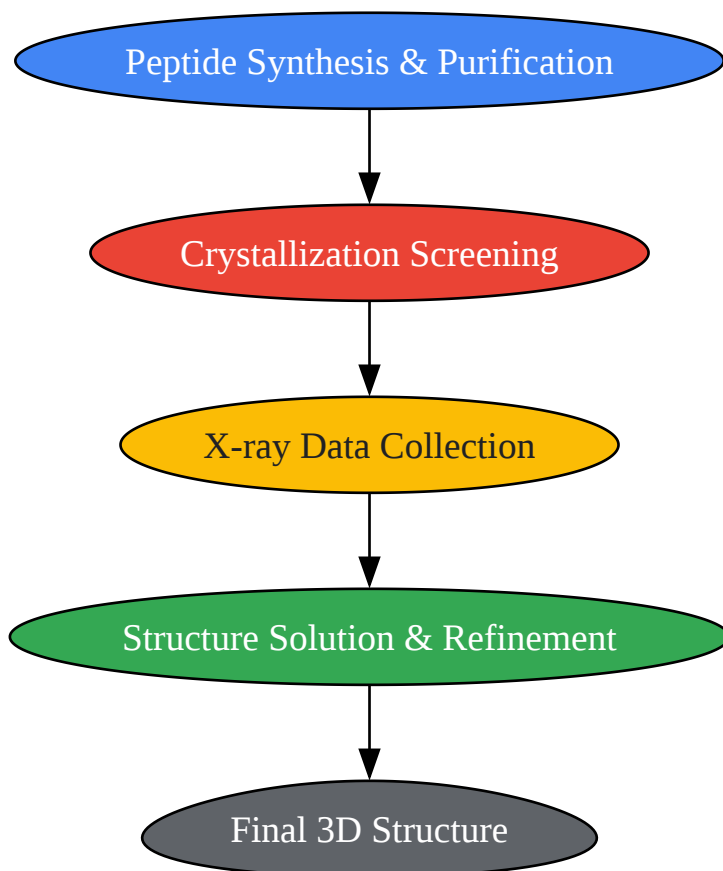 Peptide Synthesis & Purification
Crystallization Screening
X-ray Data Collection
Structure Solution & Refinement
Final 3D Structure